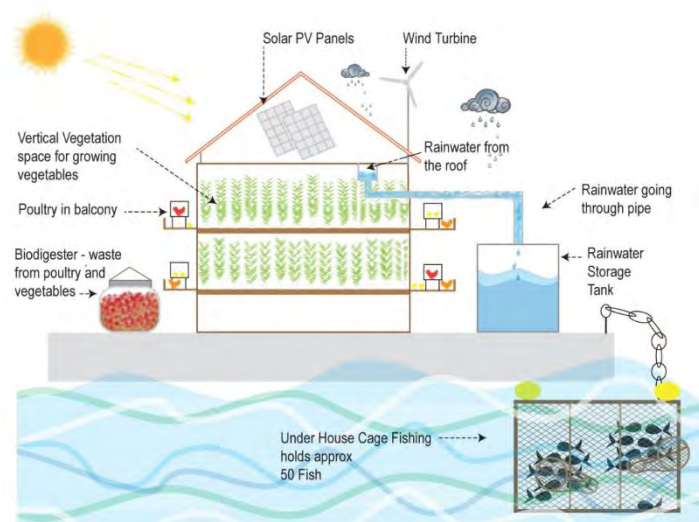 Solar PV Panels
Wind Turbine
Vertical Vegetation
space for growing
vegetables
Rainwater from
the roof
Poultry in balcony
Rainwater going
through pipe
Biodigester - waste
from poultry and
vegetables
Rainwater
Storage
Tank
Under House Cage Fishing
holds approx
50 Fish